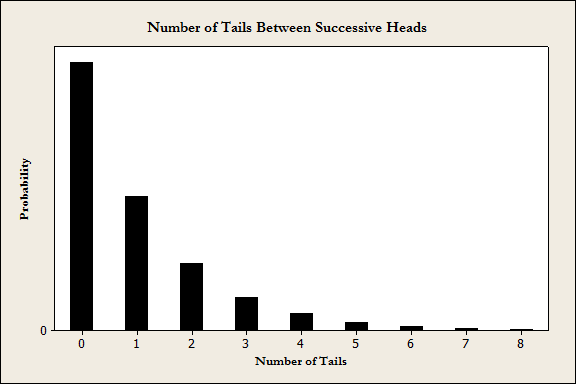 Number of Tails Between Successive Heads
Probability
0
0 1 2 3 4 5 6 7 8
Number of Tails